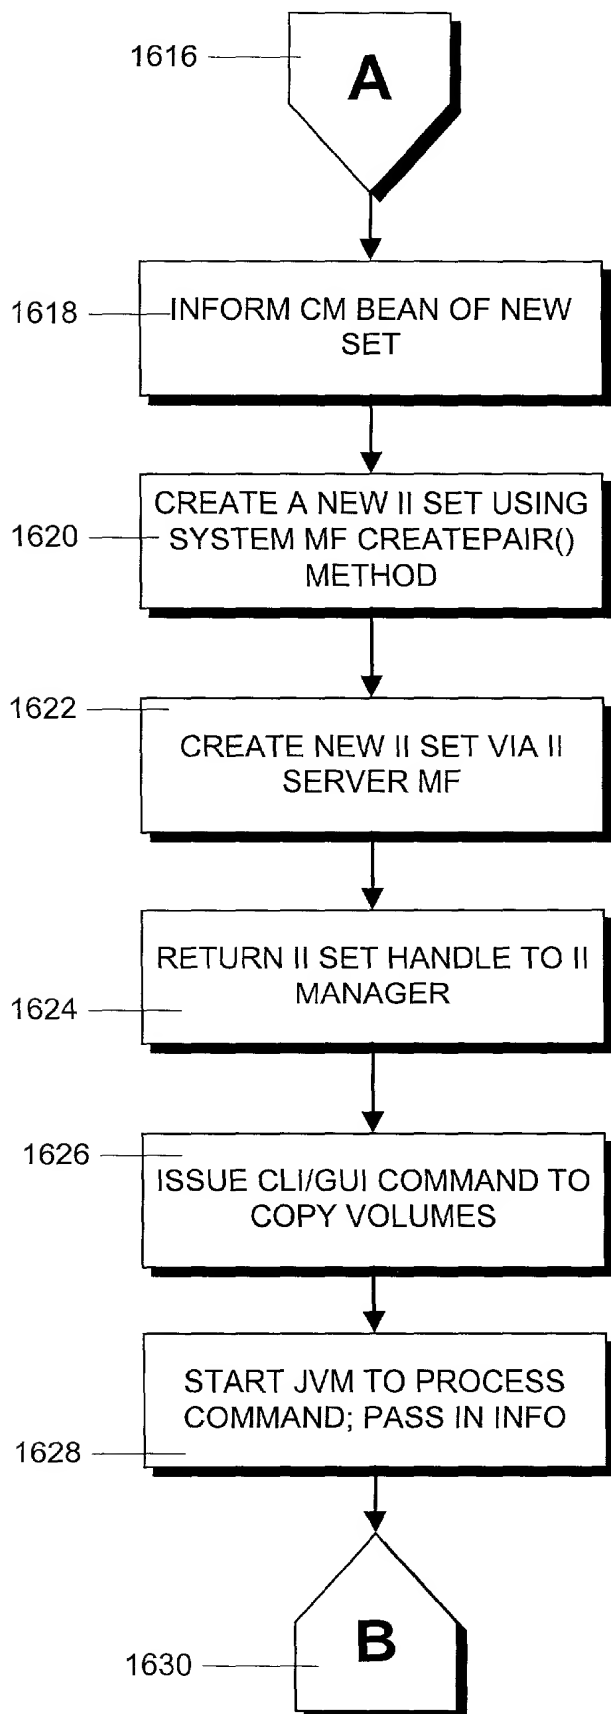 1616
A
1618
INFORM CM BEAN OF NEW
SET
CREATE A NEW II SET USING
1620
SYSTEM MF CREATEPAIR()
METHOD
1622
CREATE NEW II SET VIA II
SERVER MF
RETURN II SET HANDLE TO II
MANAGER
1624
1626
ISSUE CLI/GUI COMMAND TO
COPY VOLUMES
START JVM TO PROCESS
COMMAND; PASS IN INFO
1628
B
1630